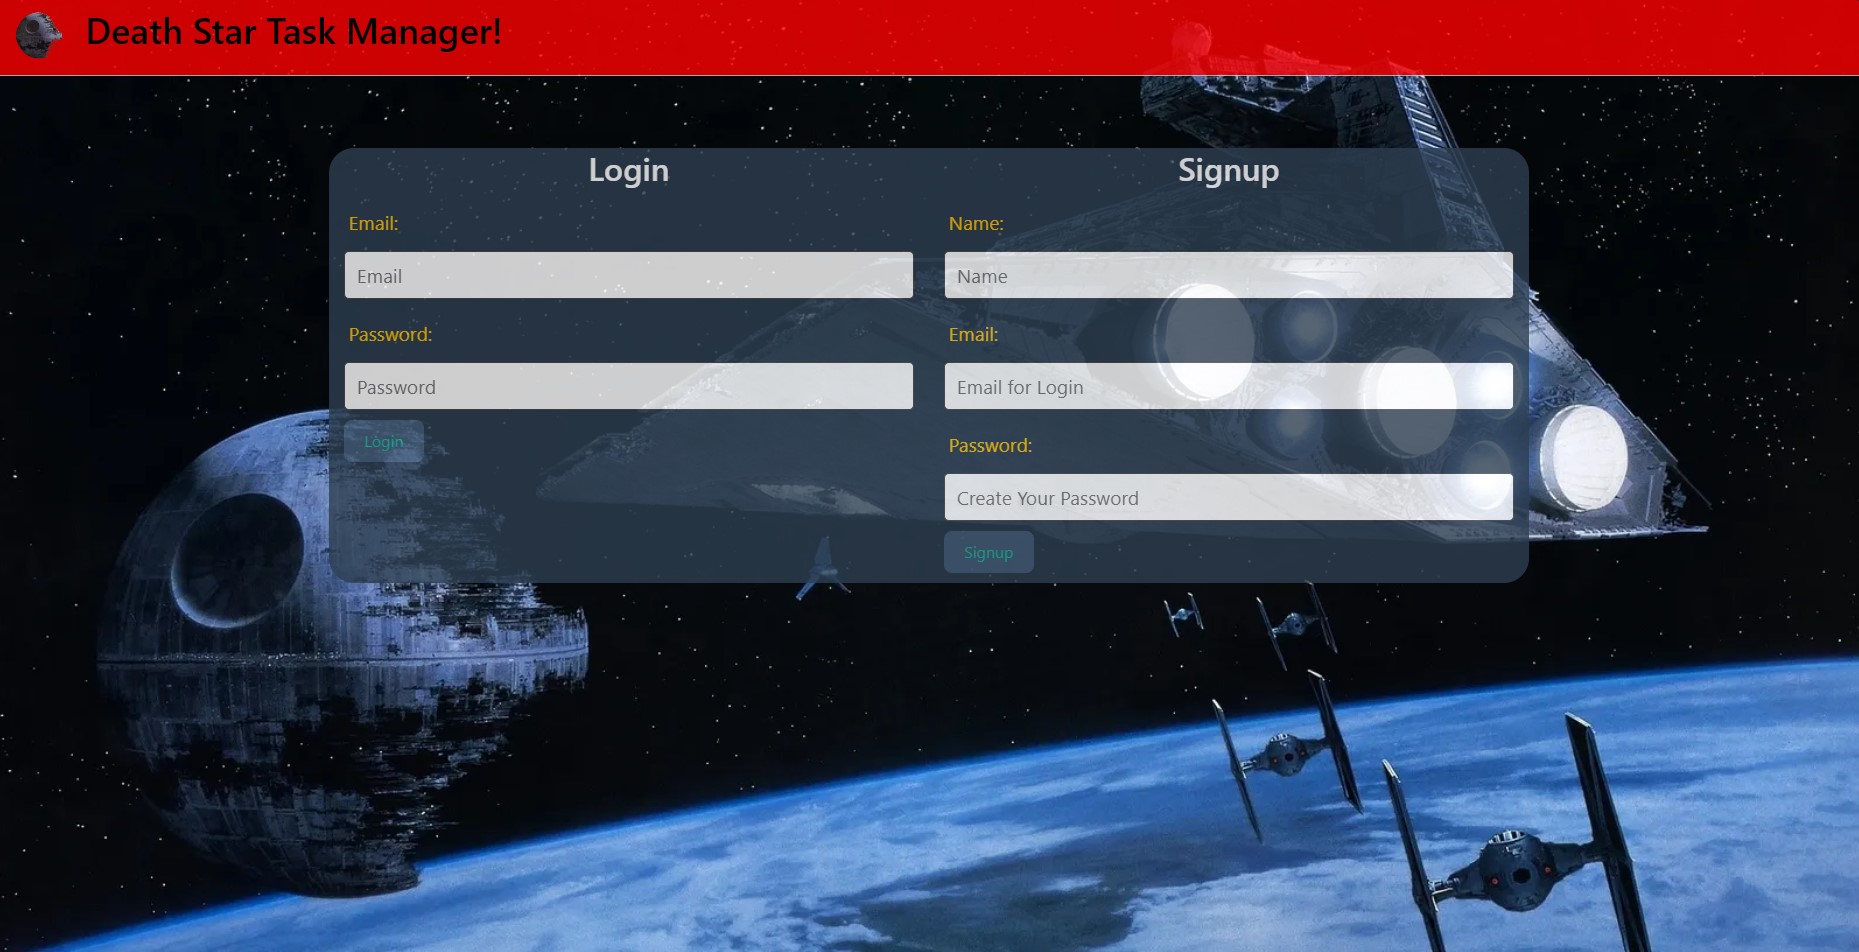 Death Star Task Manager!
Login
Email:
Email
Password:
Password
Login
Signup
Name:
Name
Email:
Email for Login
Password:
Create Your Password
Signup